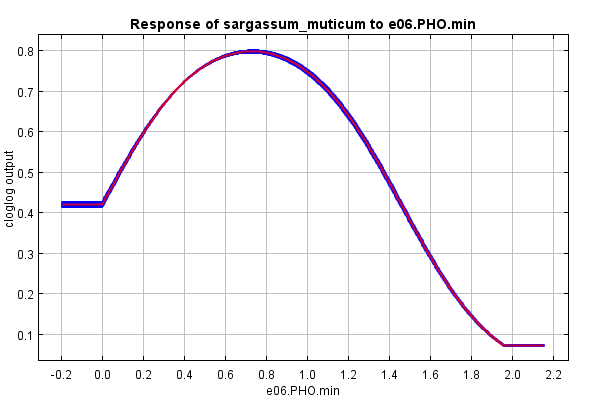 Response of sargassum_muticum to e06.PHO.min
cloglog output
0.8
0.7
0.6
0.5
0.4
0.3
0.2
0.1
-0.2 0.0 0.2 0.4 0.6 0.8 1.0 1.2 1.4 1.6 1.8 2.0 2.2
e06.PHO.min